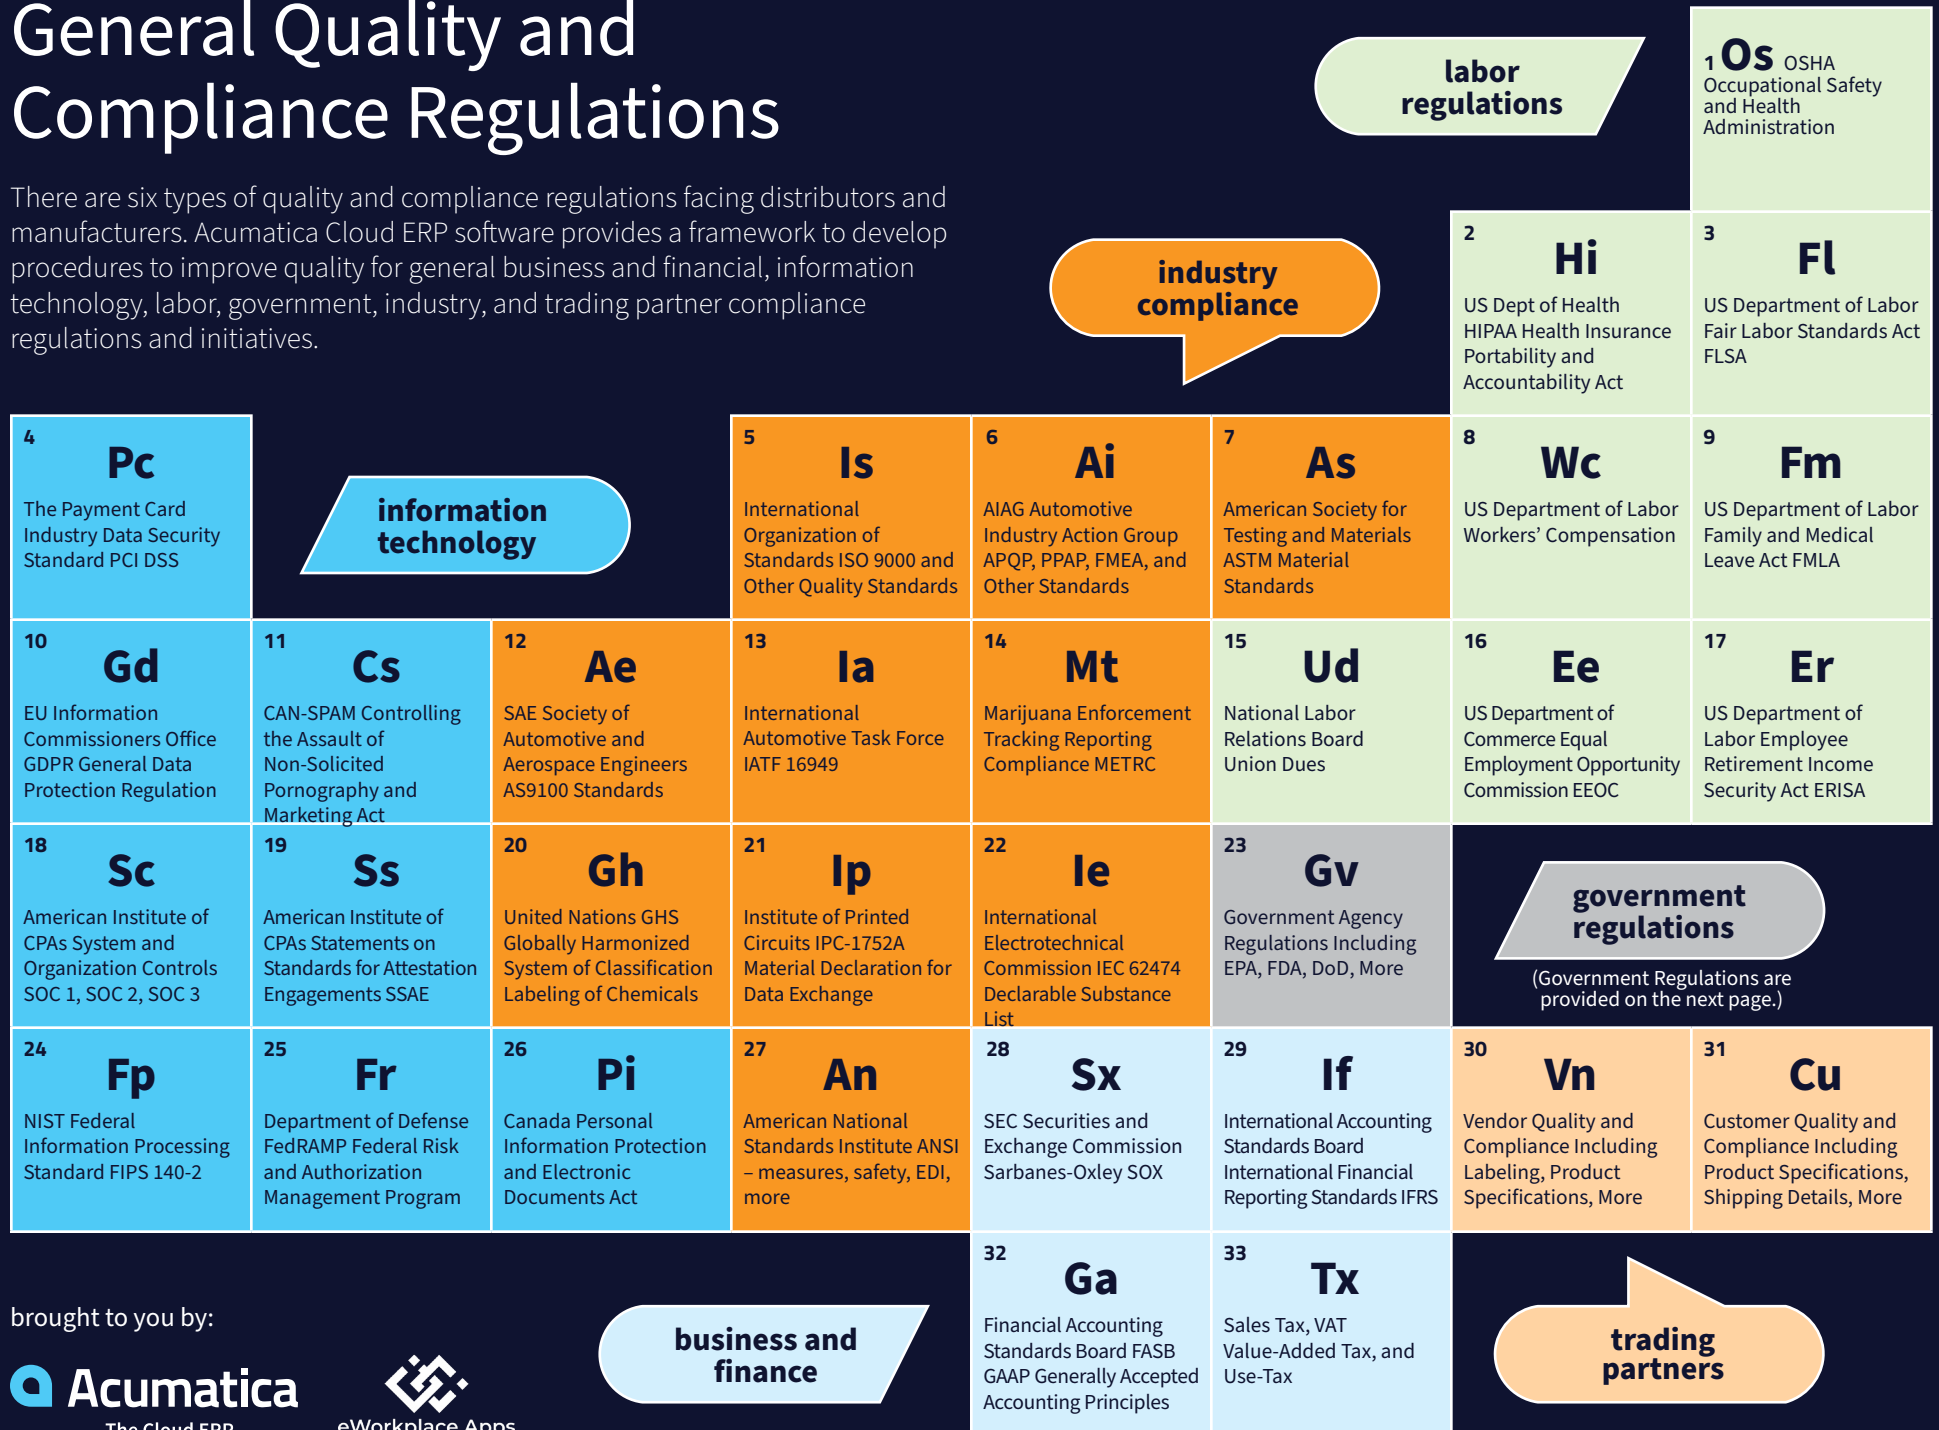 General Quality and
Compliance Regulations
There are six types of quality and compliance regulations facing distributors and
manufacturers. Acumatica Cloud ERP software provides a framework to develop
procedures to improve quality for general business and financial, information
technology, labor, government, industry, and trading partner compliance
regulations and initiatives.
labor
regulations
1 Os OSHA
Occupational Safety
and Health
Administration
industry
compliance
2
Hi
US Dept of Health
HIPAA Health Insurance
Portability and
Accountability Act
3
Fl
US Department of Labor
Fair Labor Standards Act
FLSA
4
Pc
The Payment Card
Industry Data Security
Standard PCI DSS
information
technology
5
Is
International
Organization of
Standards ISO 9000 and
Other Quality Standards
6
Ai
AIAG Automotive
Industry Action Group
APQP, PPAP, FMEA, and
Other Standards
7
As
American Society for
Testing and Materials
ASTM Material
Standards
8
Wc
US Department of Labor
Workers’ Compensation
9
Fm
US Department of Labor
Family and Medical
Leave Act FMLA
10
Gd
EU Information
Commissioners Office
GDPR General Data
Protection Regulation
11
Cs
CAN-SPAM Controlling
the Assault of
Non-Solicited
Pornography and
Marketing Act
12
Ae
SAE Society of
Automotive and
Aerospace Engineers
AS9100 Standards
13
Ia
International
Automotive Task Force
IATF 16949
14
Mt
Marijuana Enforcement
Tracking Reporting
Compliance METRC
15
Ud
National Labor
Relations Board
Union Dues
16
Ee
US Department of
Commerce Equal
Employment Opportunity
Commission EEOC
17
Er
US Department of
Labor Employee
Retirement Income
Security Act ERISA
18
Sc
American Institute of
CPAs System and
Organization Controls
SOC 1, SOC 2, SOC 3
19
Ss
American Institute of
CPAs Statements on
Standards for Attestation
Engagements SSAE
20
Gh
United Nations GHS
Globally Harmonized
System of Classification
Labeling of Chemicals
21
Ip
Institute of Printed
Circuits IPC-1752A
Material Declaration for
Data Exchange
22
Ie
International
Electrotechnical
Commission IEC 62474
Declarable Substance
List
23
Gv
Government Agency
Regulations Including
EPA, FDA, DoD, More
government
regulations
(Government Regulations are
provided on the next page.)
24
Fp
NIST Federal
Information Processing
Standard FIPS 140-2
25
Fr
Department of Defense
FedRAMP Federal Risk
and Authorization
Management Program
26
Pi
Canada Personal
Information Protection
and Electronic
Documents Act
27
An
American National
Standards Institute ANSI
– measures, safety, EDI,
more
28
Sx
SEC Securities and
Exchange Commission
Sarbanes-Oxley SOX
29
If
International Accounting
Standards Board
International Financial
Reporting Standards IFRS
30
Vn
Vendor Quality and
Compliance Including
Labeling, Product
Specifications, More
31
Cu
Customer Quality and
Compliance Including
Product Specifications,
Shipping Details, More
32
Ga
Financial Accounting
Standards Board FASB
GAAP Generally Accepted
Accounting Principles
33
Tx
Sales Tax, VAT
Value-Added Tax, and
Use-Tax
brought to you by:
Acumatica
The Cloud ERP
eWorkplace Apps
business and
finance
trading
partners